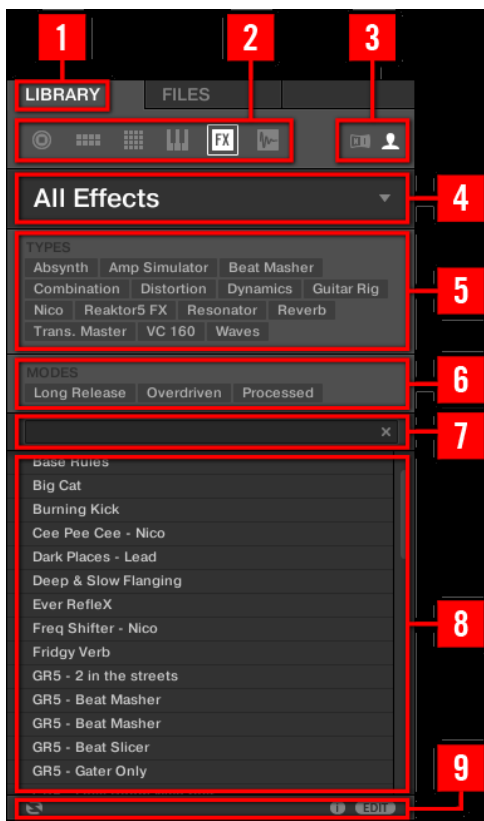 1 2 3
LIBRARY FILES
FX NI
All Effects
4
TYPES
Absynth Amp Simulator Beat Masher
Combination Distortion Dynamics Guitar Rig
5
Nico Reaktor5 FX Resonator Reverb
Trans. Master VC 160 Waves
MODES
6
Long Release Overdriven Processed
×
7
Base Rules
Big Cat
Burning Kick
Cee Pee Cee - Nico
Dark Places - Lead
Deep & Slow Flanging
Ever RefleX
Freq Shifter - Nico
8
Fridgy Verb
GR5 - 2 in the streets
GR5 - Beat Masher
GR5 - Beat Masher
GR5 - Beat Slicer
GR5 - Gater Only
9
i EDIT